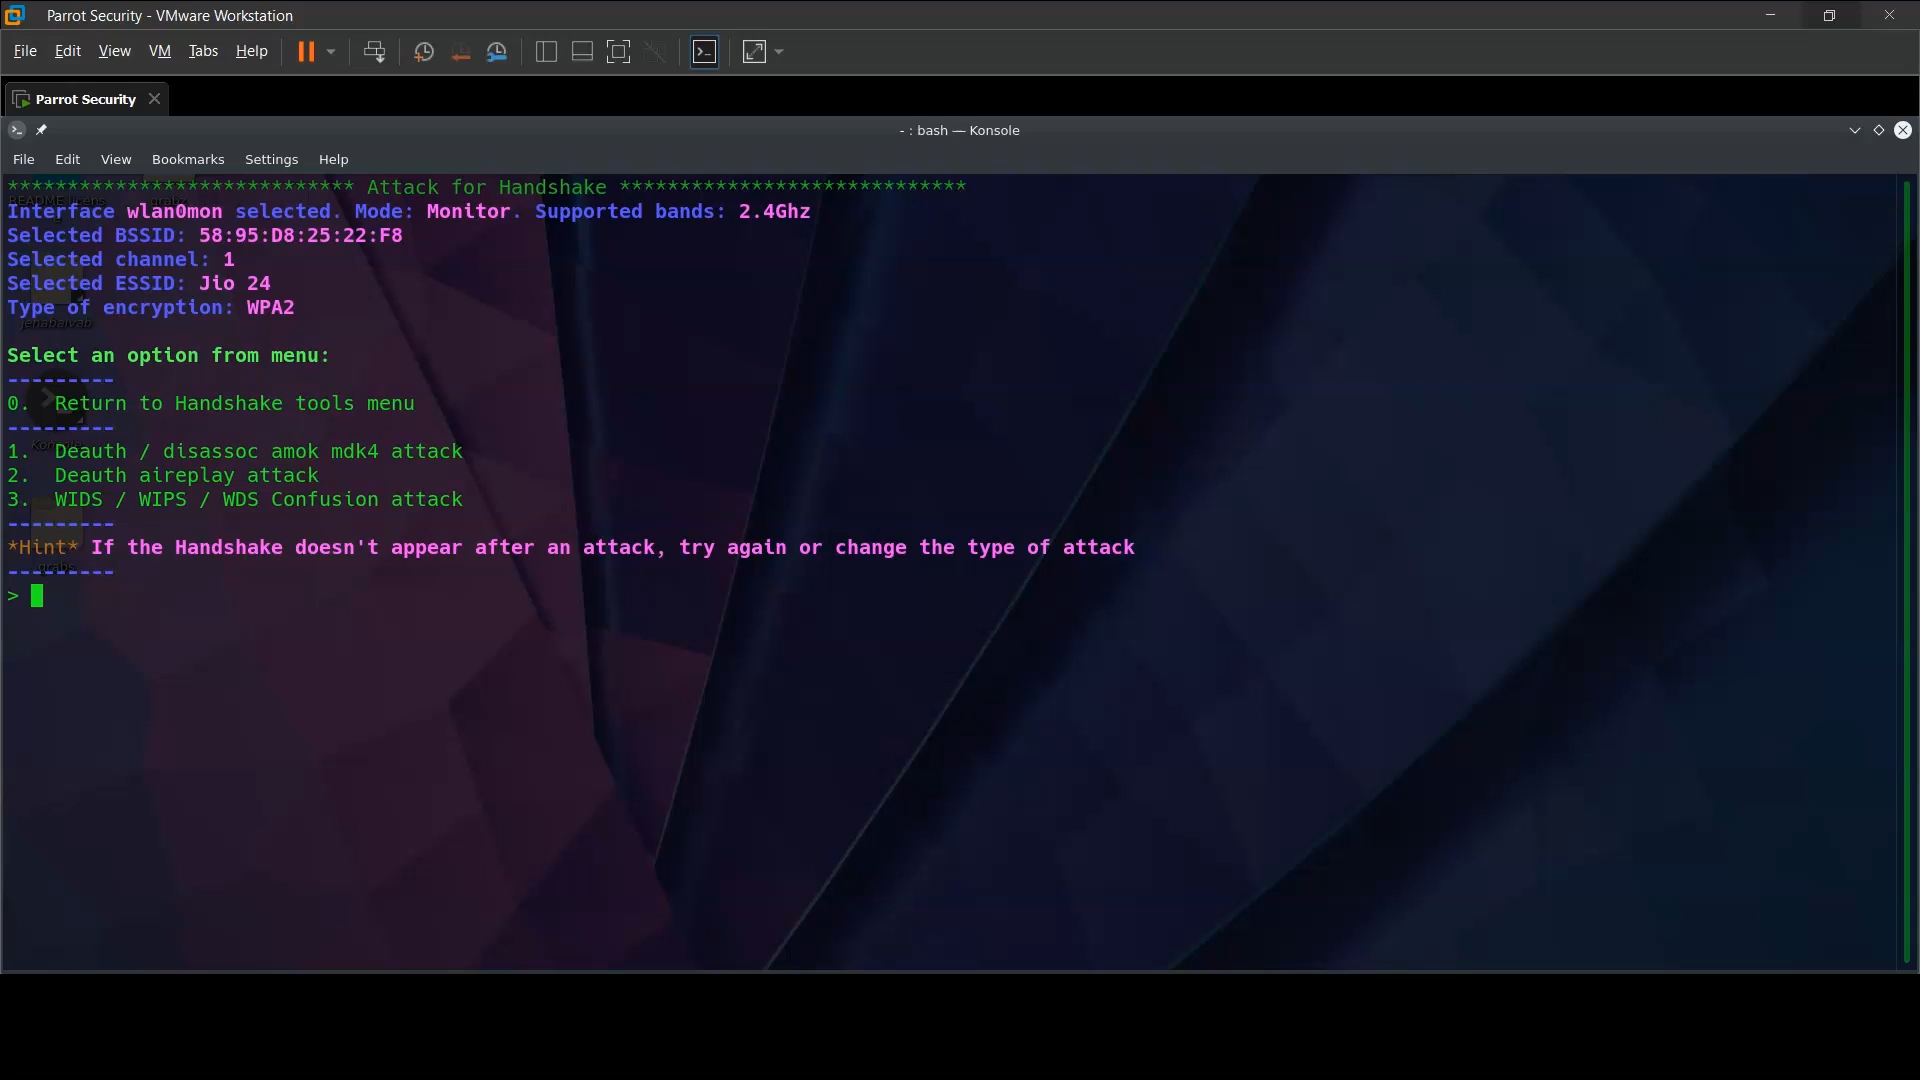 Parrot Security - VMware Workstation
File Edit View VM Tabs Help
Parrot Security
- : bash — Konsole
File Edit View Bookmarks Settings Help
***************************** Attack for Handshake *****************************
README license
grabz
Interface wlan0mon selected. Mode: Monitor. Supported bands: 2.4Ghz
Selected BSSID: 58:95:D8:25:22:F8
Selected channel: 1
Selected ESSID: Jio 24
Type of encryption: WPA2
Select an option from menu:
---------
0. Return to Handshake tools menu
---------
1. Deauth / disassoc amok mdk4 attack
2. Deauth aireplay attack
3. WIDS / WIPS / WDS Confusion attack
---------
*Hint* If the Handshake doesn't appear after an attack, try again or change the type of attack
---------
>